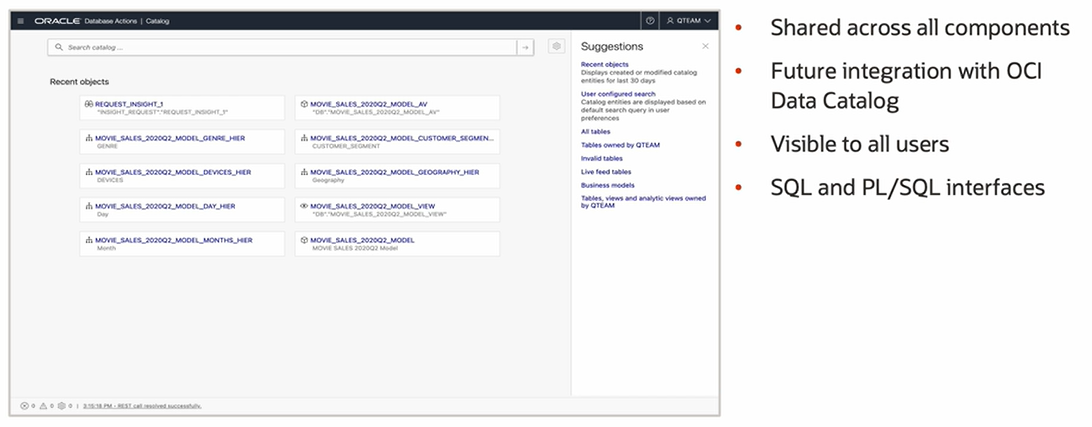 ORACLE Database Actions | Catalog
QTEAM
Search catalog ...
Recent objects
REQUEST_INSIGHT_1
"INSIGHT_REQUEST"."REQUEST_INSIGHT_1"
MOVIE_SALES_2020Q2_MODEL_AV
"DB"."MOVIE_SALES_2020Q2_MODEL_AV"
MOVIE_SALES_2020Q2_MODEL_GENRE_HIER
GENRE
MOVIE_SALES_2020Q2_MODEL_CUSTOMER_SEGMEN...
CUSTOMER_SEGMENT
MOVIE_SALES_2020Q2_MODEL_DEVICES_HIER
DEVICES
MOVIE_SALES_2020Q2_MODEL_GEOGRAPHY_HIER
Geography
MOVIE_SALES_2020Q2_MODEL_DAY_HIER
Day
MOVIE_SALES_2020Q2_MODEL_VIEW
"DB"."MOVIE_SALES_2020Q2_MODEL_VIEW"
MOVIE_SALES_2020Q2_MODEL_MONTHS_HIER
Month
MOVIE_SALES_2020Q2_MODEL
MOVIE SALES 2020Q2 Model
Suggestions
Recent objects
Displays created or modified catalog
entities for last 30 days
User configured search
Catalog entities are displayed based on
default search query in user
preferences
All tables
Tables owned by QTEAM
Invalid tables
Live feed tables
Business models
Tables, views and analytic views owned
by QTEAM
0 0 0 | 3:15:18 PM - REST call resolved successfully.
• Shared across all components
• Future integration with OCI
Data Catalog
• Visible to all users
• SQL and PL/SQL interfaces